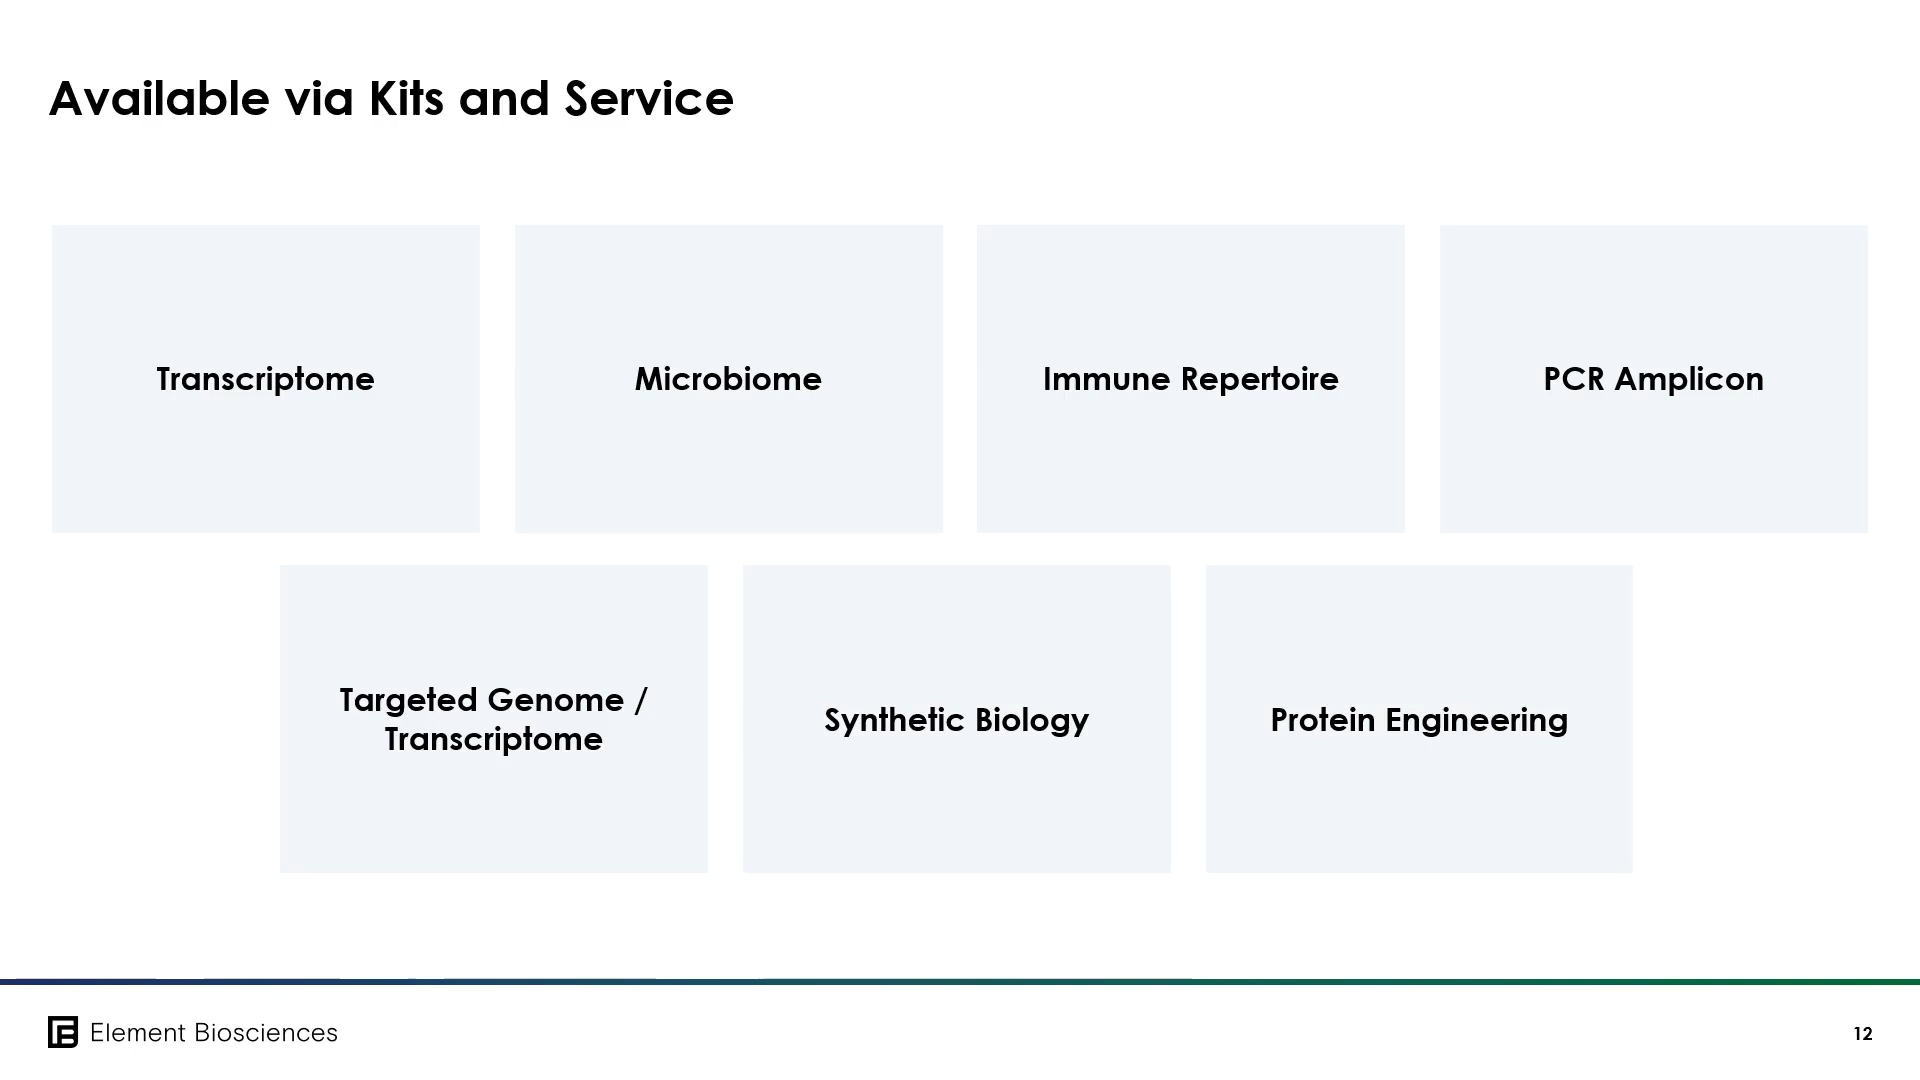 Available via Kits and Service
Transcriptome
Microbiome
Immune Repertoire
PCR Amplicon
Targeted Genome /
Transcriptome
Synthetic Biology
Protein Engineering
Element Biosciences
12